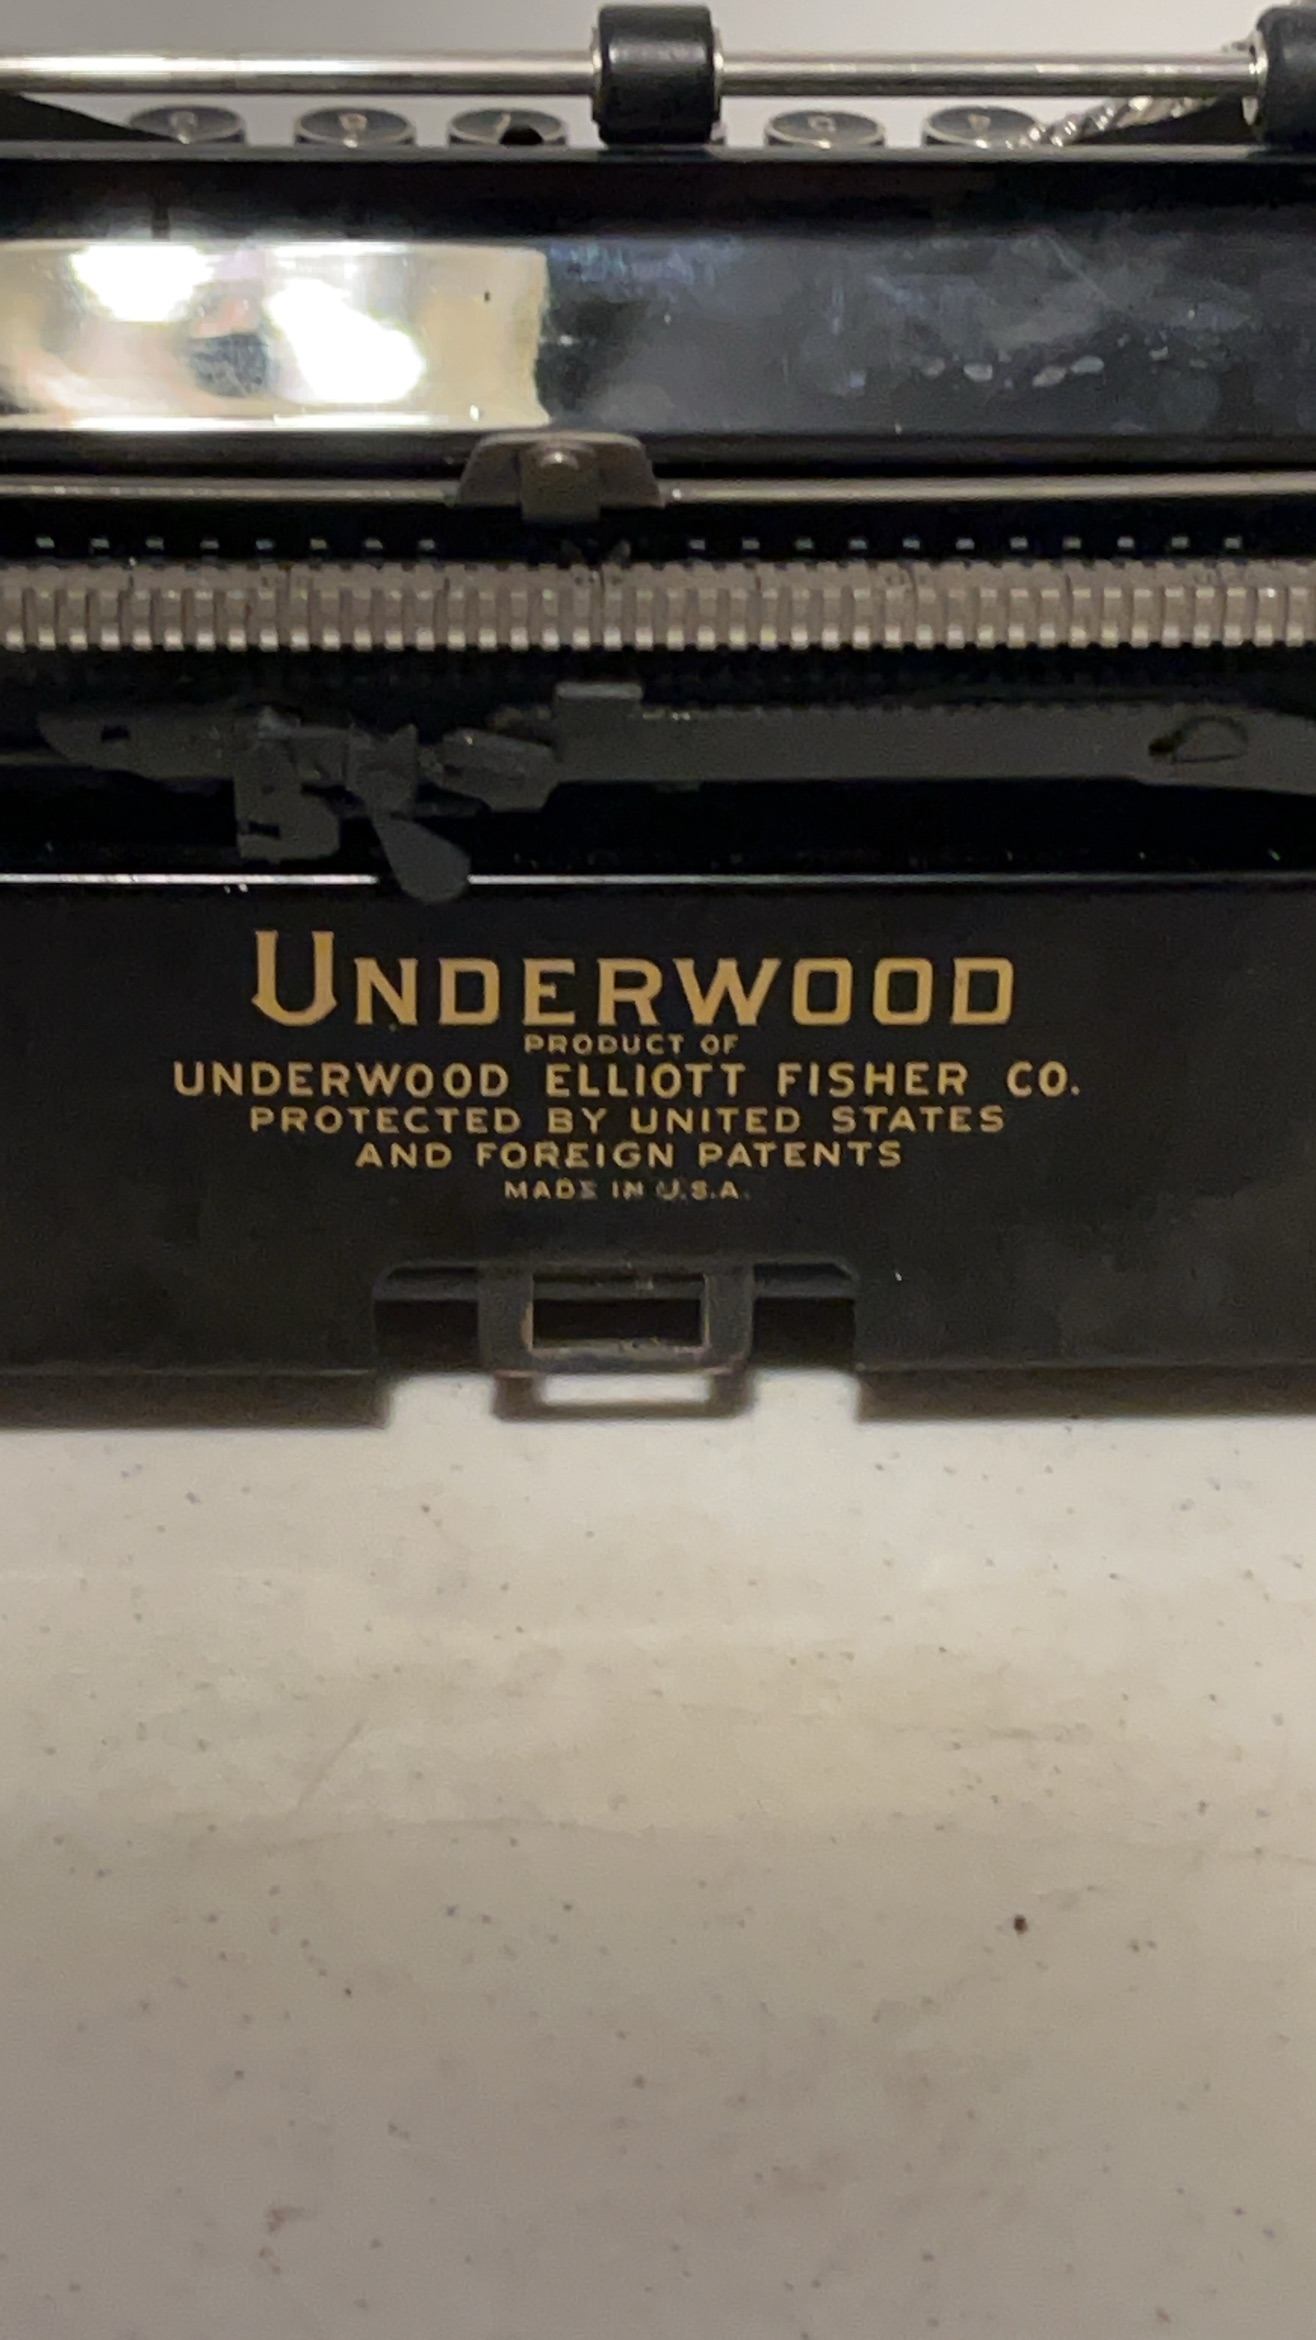 UNDERWOOD
PRODUCT OF
UNDERWOOD ELLIOTT FISHER CO.
PROTECTED BY UNITED STATES
AND FOREIGN PATENTS
MADE IN U.S.A.